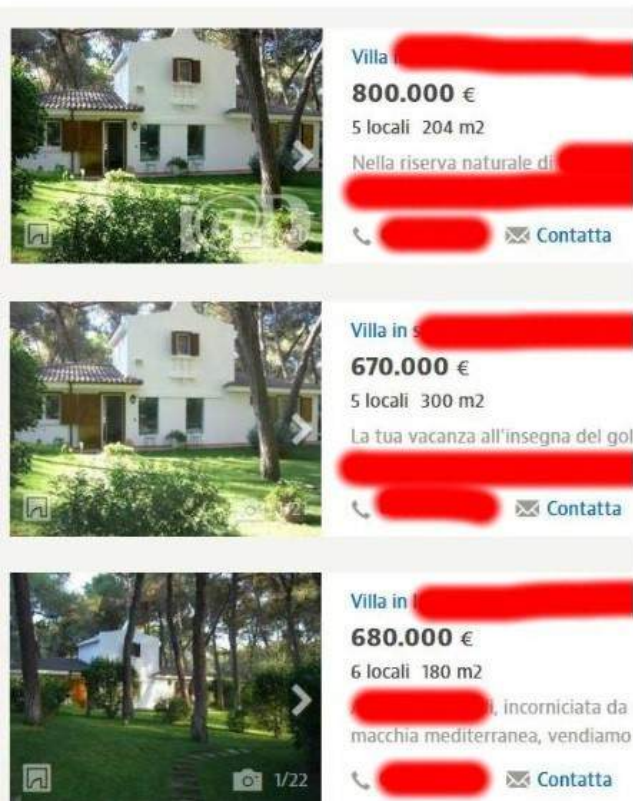 Villa
800.000 €
5 locali 204 m2
Nella riserva naturale di
Contatta
Villa in
670.000 €
5 locali 300 m2
La tua vacanza all'insegna del gol
Contatta
Villa in
680.000 €
6 locali 180 m2
, incorniciata da
macchia mediterranea, vendiamo
1/22
Contatta